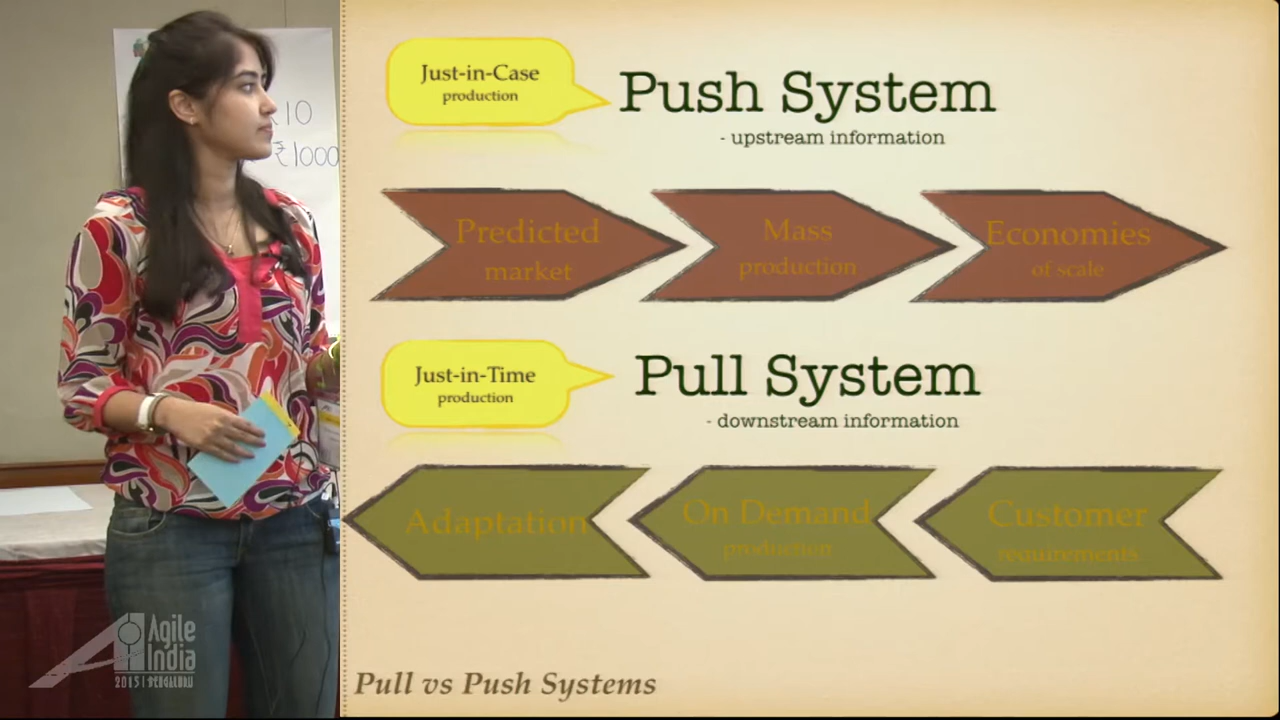 ₹10
₹1000
Just-in-Case
production
Push System
- upstream information
Predicted
market
Mass
production
Economies
of scale
Just-in-Time
production
Pull System
- downstream information
Adaptation
On Demand
production
Customer
requirements
Agile
India
2015 | BENGALURU
Pull vs Push Systems